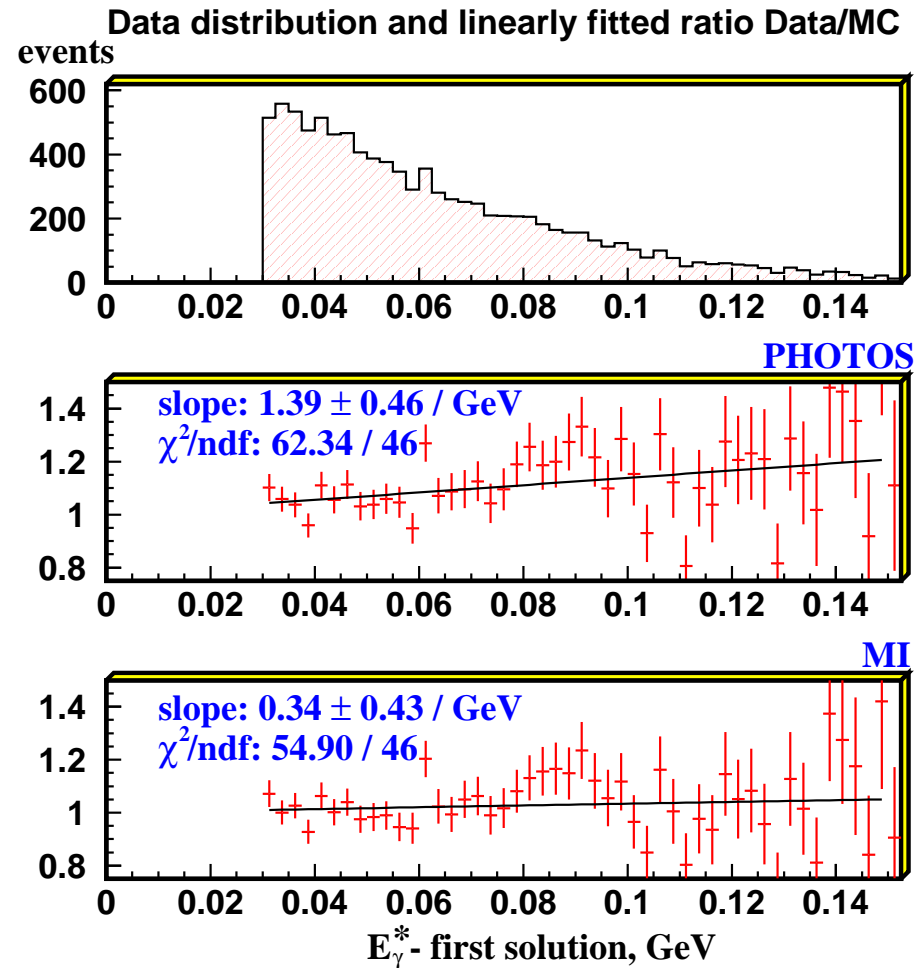 Data distribution and linearly fitted ratio Data/MC
events
600
400
200
0
0 0.02 0.04 0.06 0.08 0.1 0.12 0.14
PHOTOS
slope: 1.39 ± 0.46 / GeV
χ²/ndf: 62.34 / 46
1.4
1.2
1
0.8
0 0.02 0.04 0.06 0.08 0.1 0.12 0.14
MI
slope: 0.34 ± 0.43 / GeV
χ²/ndf: 54.90 / 46
1.4
1.2
1
0.8
0 0.02 0.04 0.06 0.08 0.1 0.12 0.14
E*γ - first solution, GeV